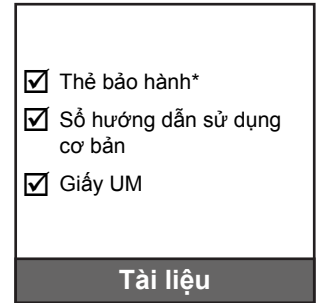 Thẻ bảo hành*
Sổ hướng dẫn sử dụng
cơ bản
Giấy UM
Tài liệu